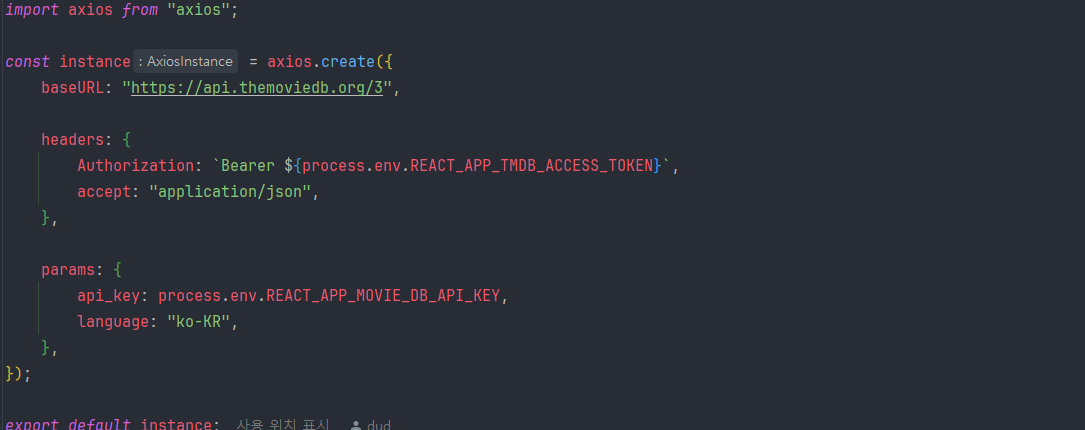 import axios from "axios";
const instance : AxiosInstance = axios.create({
baseURL: "https://api.themoviedb.org/3",
headers: {
Authorization: `Bearer ${process.env.REACT_APP_TMDB_ACCESS_TOKEN}`,
accept: "application/json",
},
params: {
api_key: process.env.REACT_APP_MOVIE_DB_API_KEY,
language: "ko-KR",
},
});
export default instance; 사용 위치 표시 dud